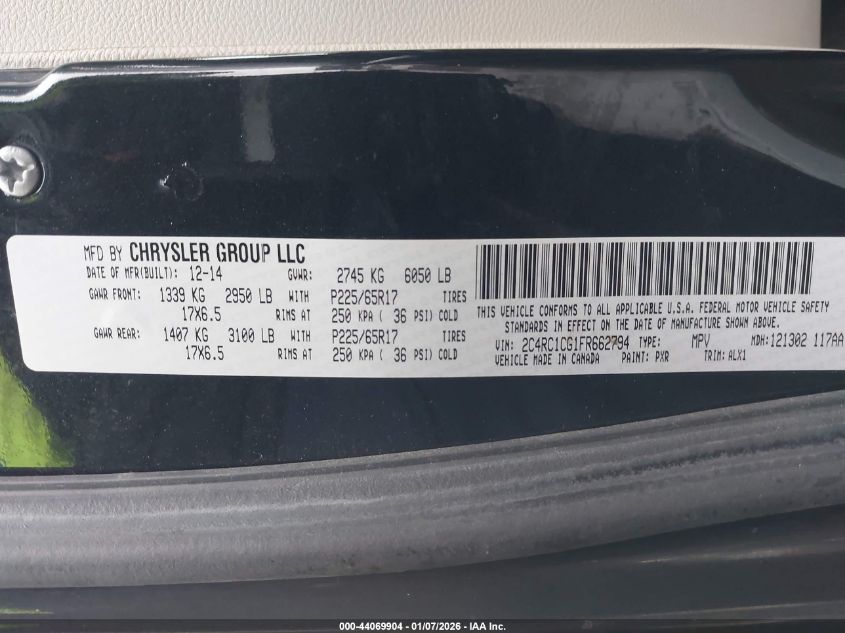 MFD BY CHRYSLER GROUP LLC
DATE OF MFR(BUILT): 12-14 GVWR: 2745 KG 6050 LB
GAWR FRONT: 1339 KG 2950 LB WITH P225/65R17 TIRES
17X6.5 RIMS AT 250 KPA ( 36 PSI) COLD
GAWR REAR: 1407 KG 3100 LB WITH P225/65R17 TIRES
17X6.5 RIMS AT 250 KPA ( 36 PSI) COLD
THIS VEHICLE CONFORMS TO ALL APPLICABLE U.S.A. FEDERAL MOTOR VEHICLE SAFETY
STANDARDS IN EFFECT ON THE DATE OF MANUFACTURE SHOWN ABOVE.
VIN: 2C4RC1CG1FR662794 TYPE: MPV MDH: 121302 117AA
VEHICLE MADE IN CANADA PAINT: PXR TRIM: ALX1
000-44069904 — 01/07/2026 — IAA Inc.